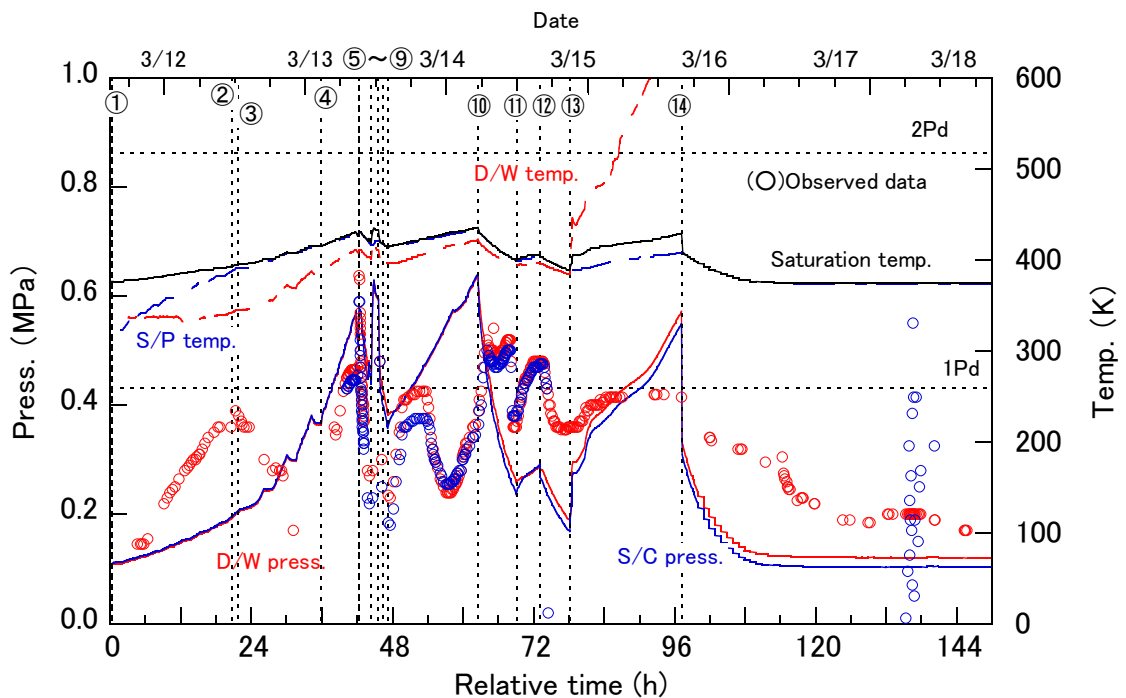 Date
3/12 3/13 ⑤～⑨ 3/14 3/15 3/16 3/17 3/18
1.0 600
① ② ③ ④ ⑩ ⑪ ⑫ ⑬ ⑭
2Pd
D/W temp. (○)Observed data
0.8 500
Saturation temp. 400
0.6
S/P temp. 300
1Pd
0.4
200
0.2
D/W press. S/C press. 100
0.0 0
0 24 48 72 96 120 144
Relative time (h)
Press. (MPa)
Temp. (K)